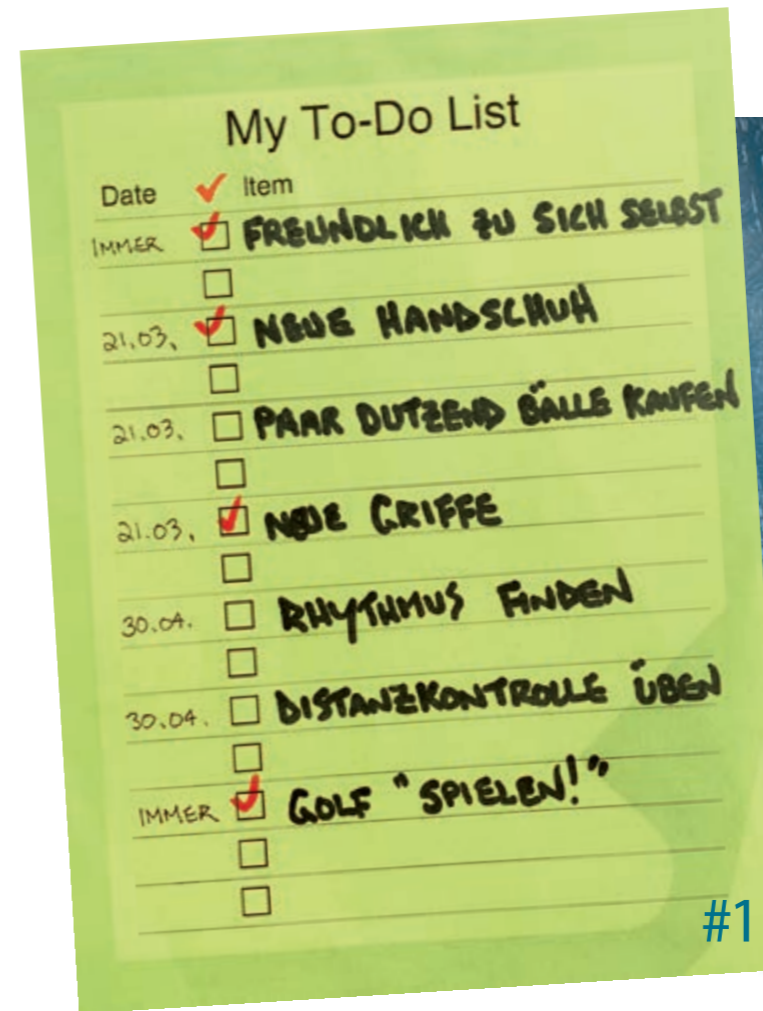 My To-Do List
Date ✓ Item
IMMER ✓ FREUNDLICH ZU SICH SELBST
21.03. ✓ NEUE HANDSCHUH
21.03. PAAR DUTZEND BÄLLE KAUFEN
21.03. ✓ NEUE GRIFFE
30.04. RHYTHMUS FINDEN
30.04. DISTANZKONTROLLE ÜBEN
IMMER ✓ GOLF "SPIELEN!"
#1